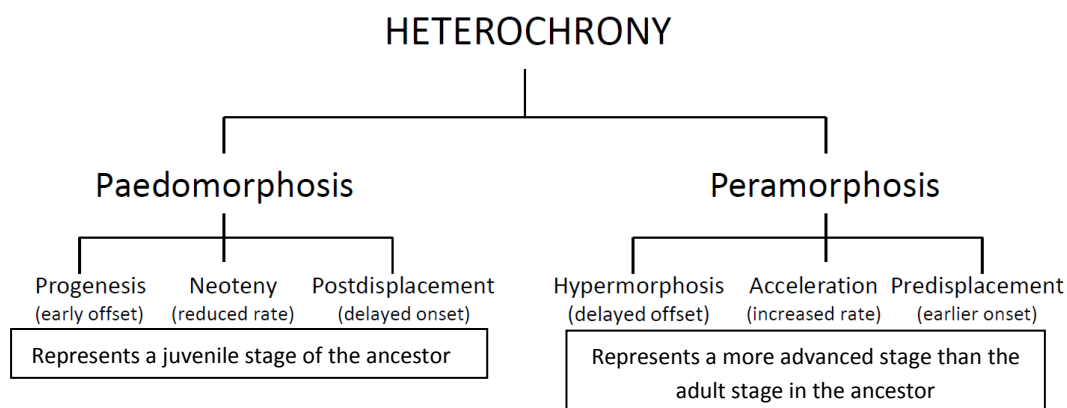 HETEROCHRONY
Paedomorphosis Peramorphosis
Progenesis Neoteny Postdisplacement Hypermorphosis Acceleration Predisplacement
(early offset) (reduced rate) (delayed onset) (delayed offset) (increased rate) (earlier onset)
Represents a juvenile stage of the ancestor
Represents a more advanced stage than the
adult stage in the ancestor